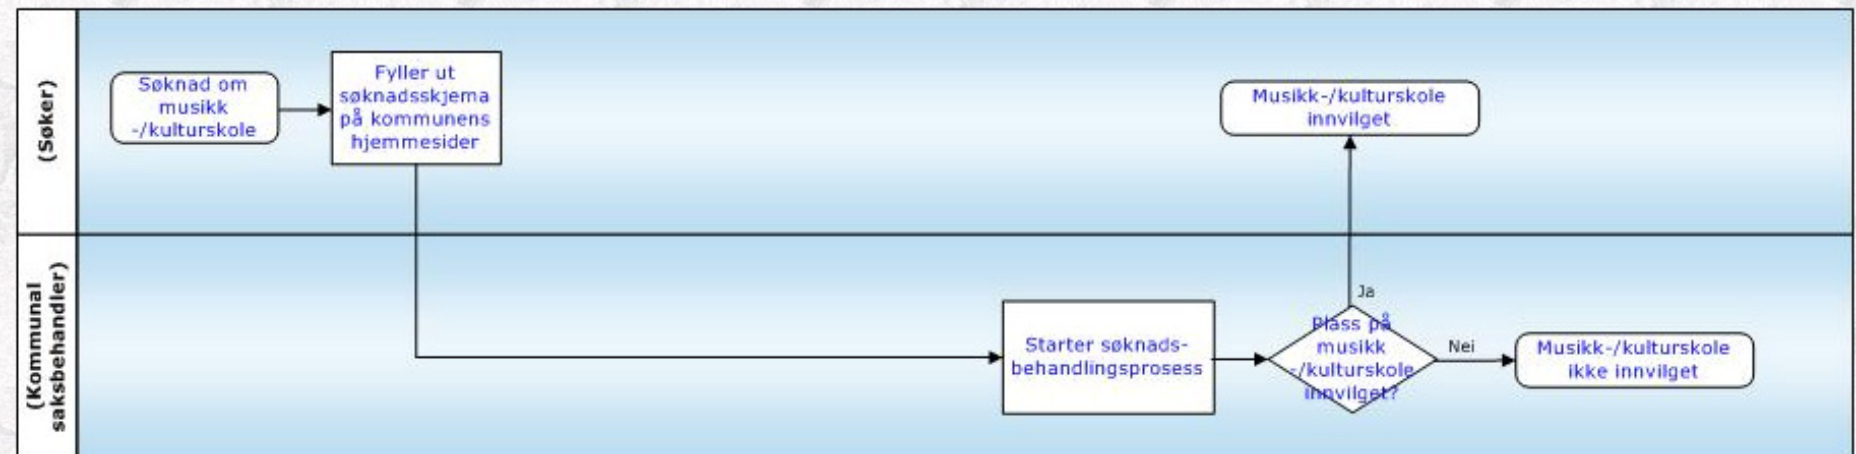 (Søker)
Søknad om
musikk
-/kulturskole
Fyller ut
søknadsskjema
på kommunens
hjemmesider
Musikk-/kulturskole
innvilget
(Kommunal
saksbehandler)
Starter søknads-
behandlingsprosess
Ja
Plass på
musikk
-/kulturskole
innvilget?
Nei
Musikk-/kulturskole
ikke innvilget